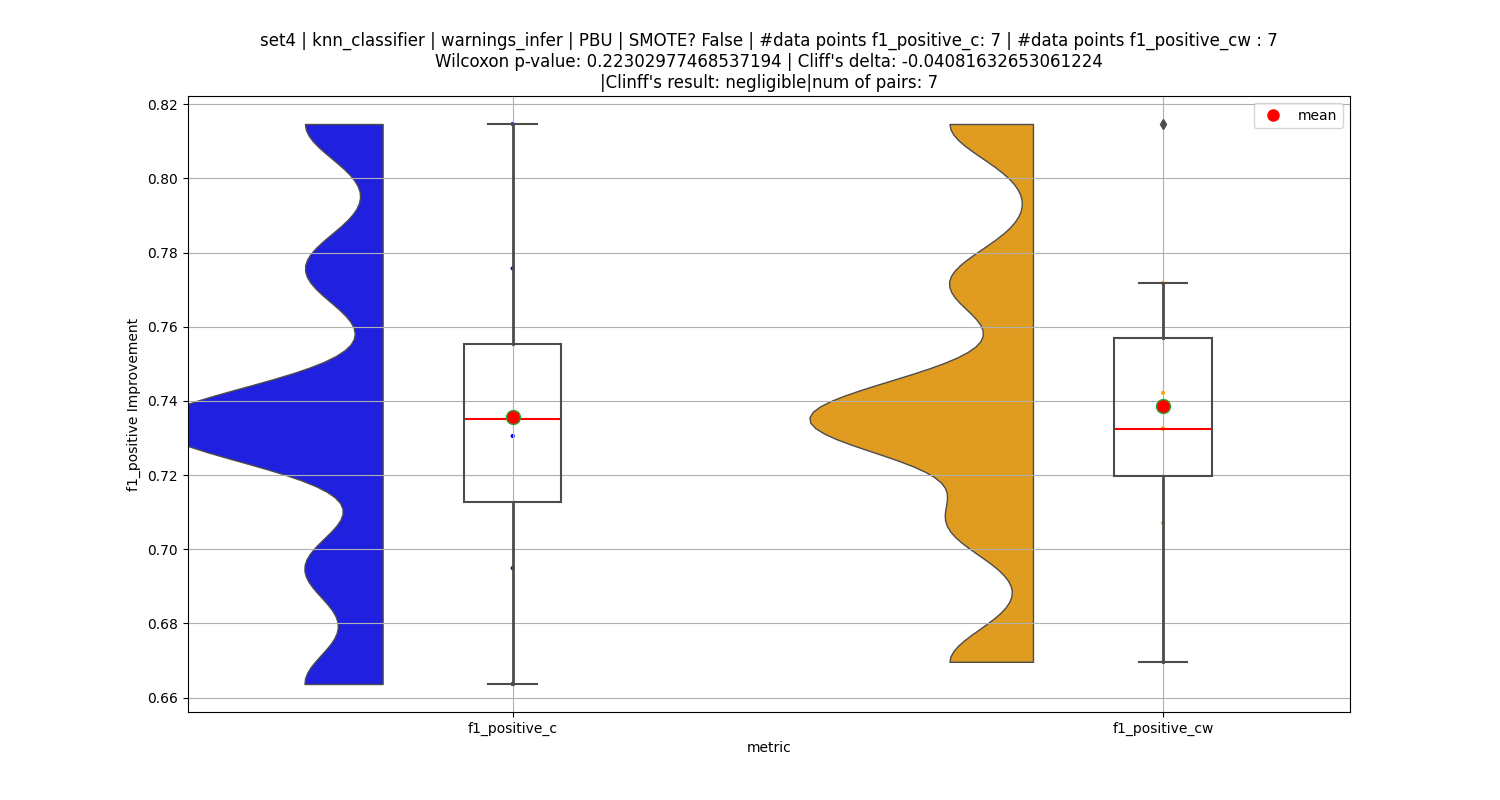 set4 | knn_classifier | warnings_infer | PBU | SMOTE? False | #data points f1_positive_c: 7 | #data points f1_positive_cw : 7
Wilcoxon p-value: 0.22302977468537194 | Cliff's delta: -0.04081632653061224
|Clinff's result: negligible|num of pairs: 7
mean
0.82
0.80
0.78
0.76
0.74
0.72
0.70
0.68
0.66
f1_positive Improvement
f1_positive_c
f1_positive_cw
metric